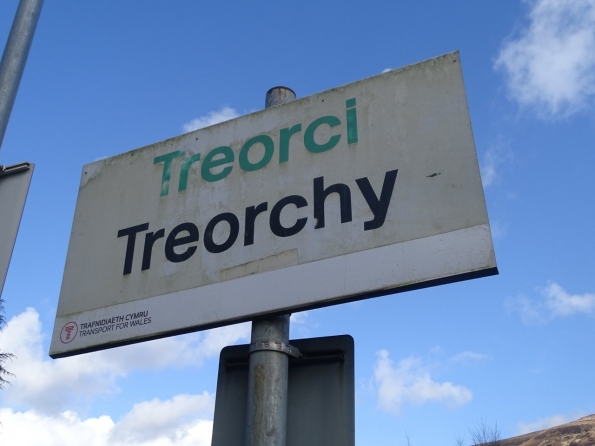 Treorci
Treorchy
TRAFNIDIAETH CYMRU
TRANSPORT FOR WALES